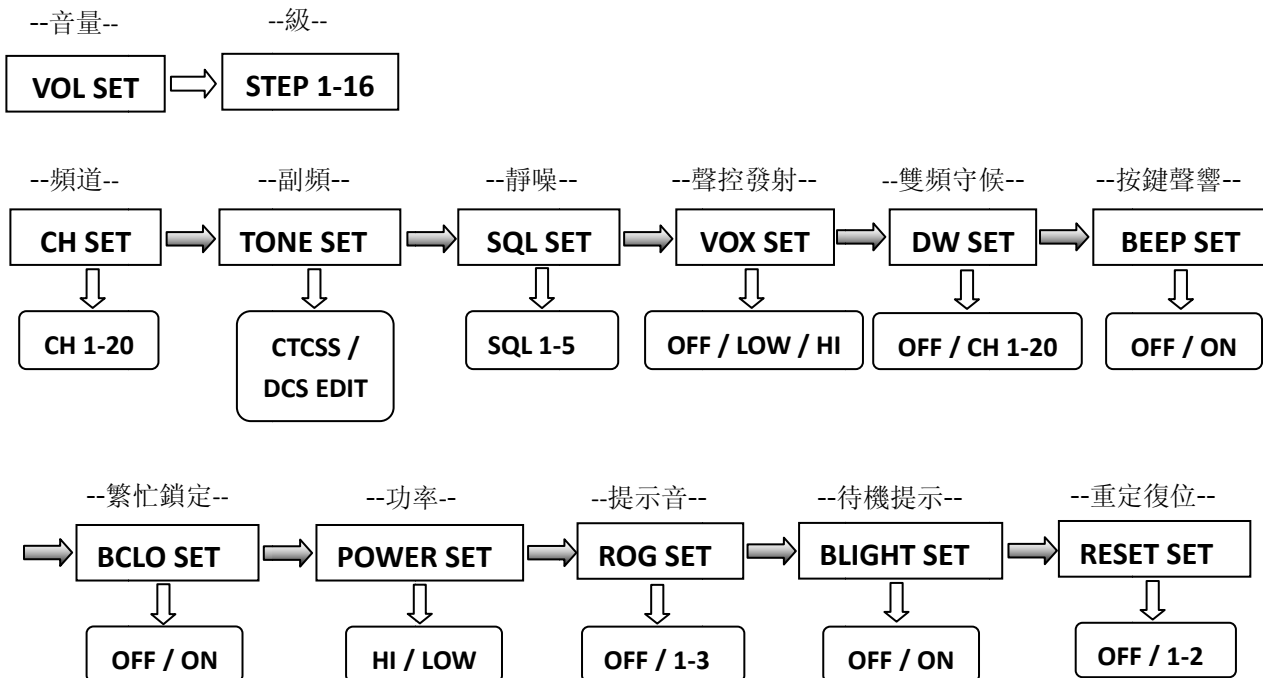 --音量--
--級--
VOL SET
STEP 1-16
--頻道--
--副頻--
--靜噪--
--聲控發射--
--雙頻守候--
--按鍵聲響--
CH SET
TONE SET
SQL SET
VOX SET
DW SET
BEEP SET
CH 1-20
CTCSS /
DCS EDIT
SQL 1-5
OFF / LOW / HI
OFF / CH 1-20
OFF / ON
--繁忙鎖定--
--功率--
--提示音--
--待機提示--
--重定復位--
BCLO SET
POWER SET
ROG SET
BLIGHT SET
RESET SET
OFF / ON
HI / LOW
OFF / 1-3
OFF / ON
OFF / 1-2